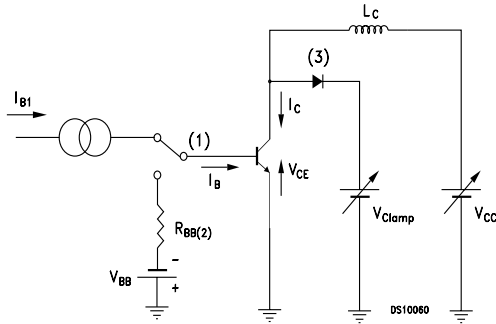 L_C
(3)
I_B1
I_C
(1)
I_B
V_CE
V_Clamp
V_CC
R_BB(2)
V_BB
-
+
DS10060